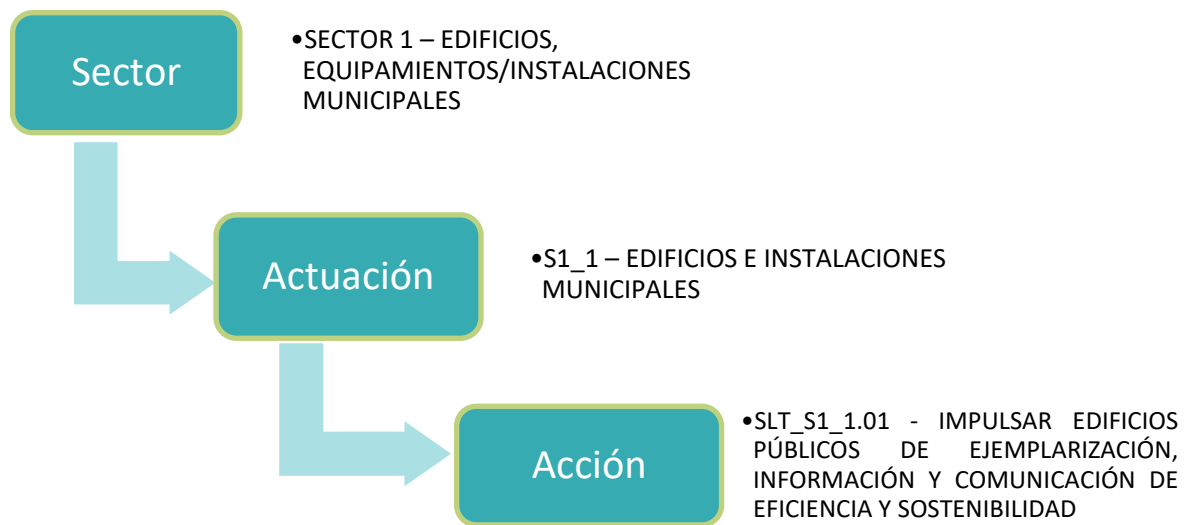 Sector
•SECTOR 1 – EDIFICIOS,
EQUIPAMIENTOS/INSTALACIONES
MUNICIPALES
Actuación
•S1_1 – EDIFICIOS E INSTALACIONES
MUNICIPALES
Acción
•SLT_S1_1.01 - IMPULSAR EDIFICIOS
PÚBLICOS DE EJEMPLARIZACIÓN,
INFORMACIÓN Y COMUNICACIÓN DE
EFICIENCIA Y SOSTENIBILIDAD